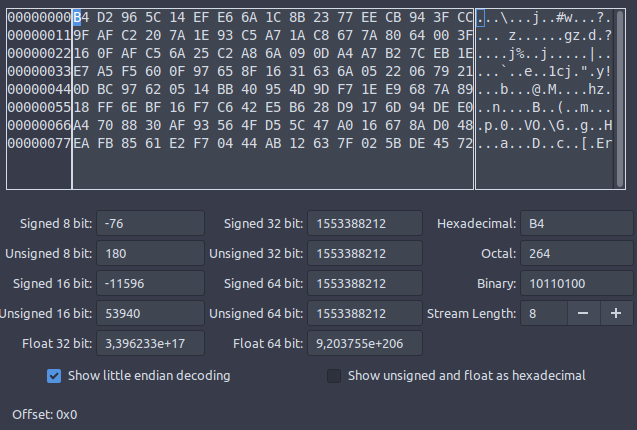 00000000 B4 D2 96 5C 14 EF E6 6A 1C 8B 23 77 EE CB 94 3F CC ...\...j..#w...?.
00000011 9F AF C2 20 7A 1E 93 C5 A7 1A C8 67 7A 80 64 00 3F ... z......gz.d.?
00000022 16 0F AF C5 6A 25 C2 A8 6A 09 0D A4 A7 B2 7C EB 1E ....j%..j.....|..
00000033 E7 A5 F5 60 0F 97 65 8F 16 31 63 6A 05 22 06 79 21 ...`..e..1cj.".y!
00000044 0D BC 97 62 05 14 BB 40 95 4D 9D F7 1E E9 68 7A 89 ...b...@.M....hz.
00000055 18 FF 6E BF 16 F7 C6 42 E5 B6 28 D9 17 6D 94 DE E0 ..n....B..(..m...
00000066 A4 70 88 30 AF 93 56 4F D5 5C 47 A0 16 67 8A D0 48 .p.0..VO.\G..g..H
00000077 EA FB 85 61 E2 F7 04 44 AB 12 63 7F 02 5B DE 45 72 ...a...D..c..[.Er
Signed 8 bit: -76 Signed 32 bit: 1553388212 Hexadecimal: B4
Unsigned 8 bit: 180 Unsigned 32 bit: 1553388212 Octal: 264
Signed 16 bit: -11596 Signed 64 bit: 1553388212 Binary: 10110100
Unsigned 16 bit: 53940 Unsigned 64 bit: 1553388212 Stream Length: 8 − +
Float 32 bit: 3,396233e+17 Float 64 bit: 9,203755e+206
Show little endian decoding Show unsigned and float as hexadecimal
Offset: 0x0